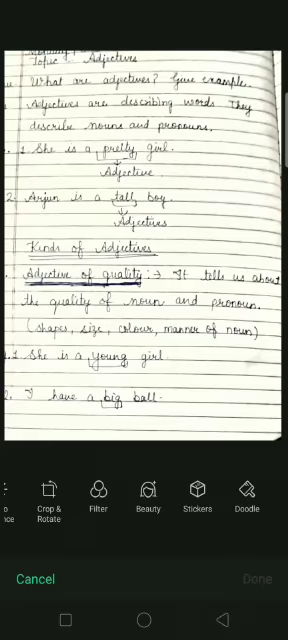 Topic - Adjectives
What are adjectives? Give example.
Adjectives are describing words They
describe nouns and pronouns.
1 She is a pretty girl.
Adjective
2. Arjun is a tall boy.
Adjectives
Kinds of Adjectives
Adjective of quality :→ It tells us about
the quality of noun and pronoun.
(shapes, size, colour, manner of noun)
1 She is a young girl.
2. I have a big ball.
Crop & Rotate
Filter
Beauty
Stickers
Doodle
Cancel
Done